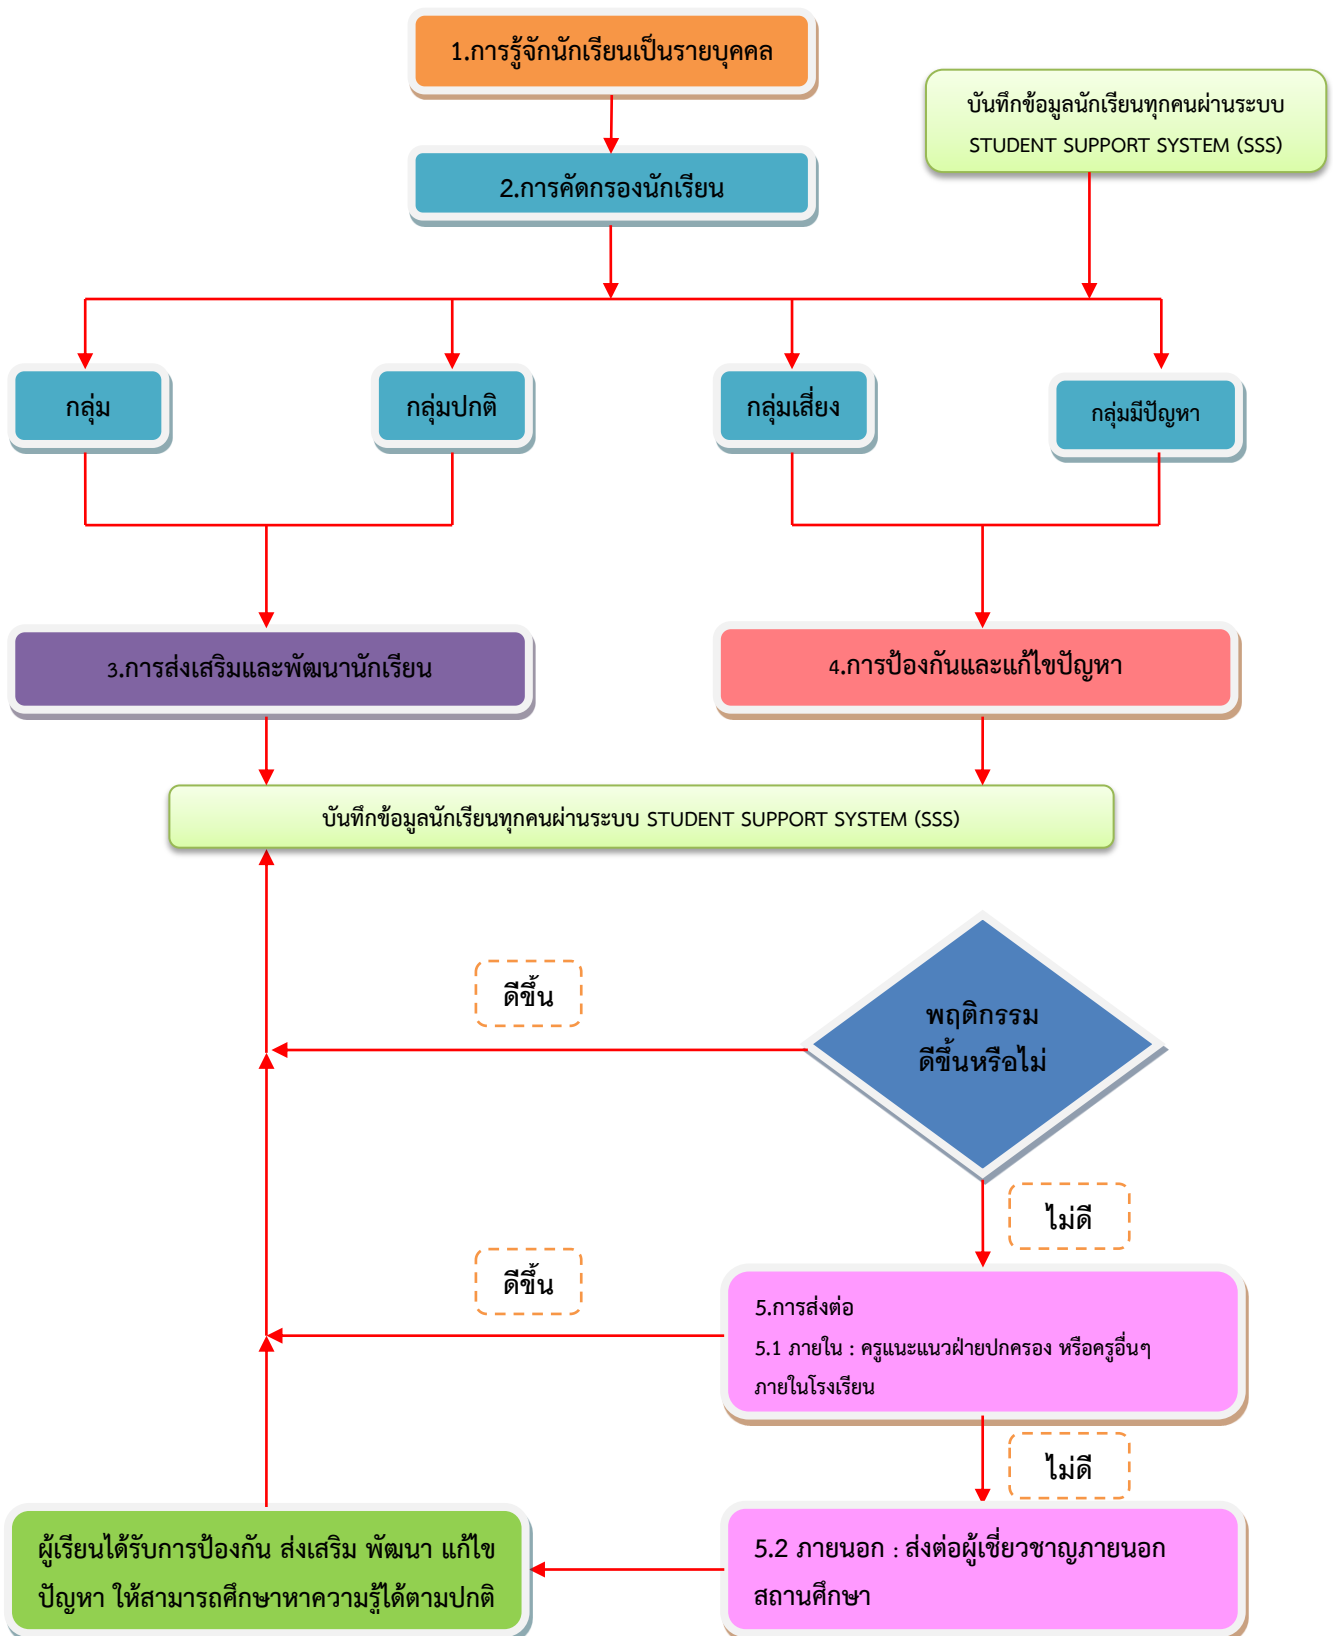 1.การรู้จักนักเรียนเป็นรายบุคคล
บันทึกข้อมูลนักเรียนทุกคนผ่านระบบ
STUDENT SUPPORT SYSTEM (SSS)
2.การคัดกรองนักเรียน
กลุ่ม
กลุ่มปกติ
กลุ่มเสี่ยง
กลุ่มมีปัญหา
3.การส่งเสริมและพัฒนานักเรียน
4.การป้องกันและแก้ไขปัญหา
บันทึกข้อมูลนักเรียนทุกคนผ่านระบบ STUDENT SUPPORT SYSTEM (SSS)
ดีขึ้น
พฤติกรรม
ดีขึ้นหรือไม่
ไม่ดี
ดีขึ้น
5.การส่งต่อ
5.1 ภายใน : ครูแนะแนวฝ่ายปกครอง หรือครูอื่นๆ
ภายในโรงเรียน
ไม่ดี
ผู้เรียนได้รับการป้องกัน ส่งเสริม พัฒนา แก้ไข
ปัญหา ให้สามารถศึกษาหาความรู้ได้ตามปกติ
5.2 ภายนอก : ส่งต่อผู้เชี่ยวชาญภายนอก
สถานศึกษา